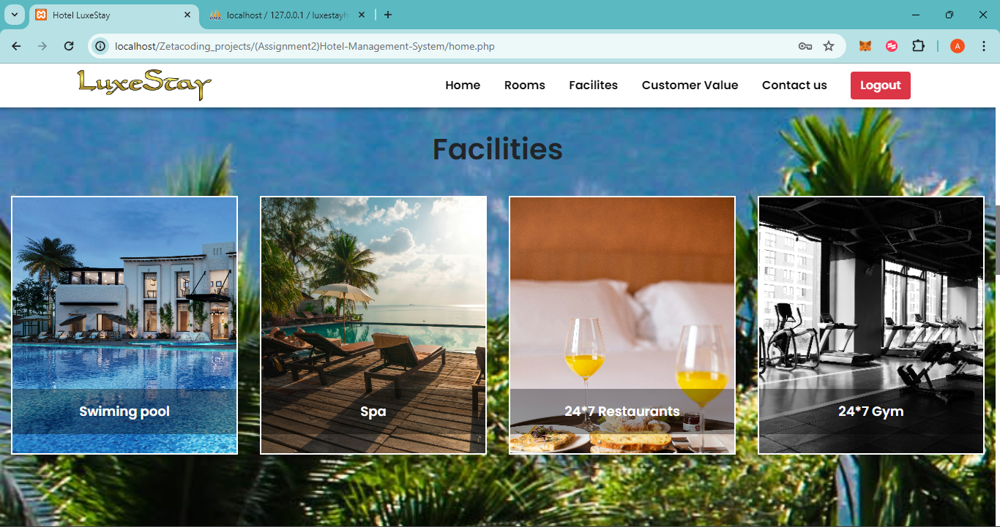 Hotel LuxeStay
localhost / 127.0.0.1 / luxestayh
localhost/Zetacoding_projects/(Assignment2)Hotel-Management-System/home.php
A
LuxeStay
Home
Rooms
Facilites
Customer Value
Contact us
Logout
Facilities
Swiming pool
Spa
24*7 Restaurants
24*7 Gym